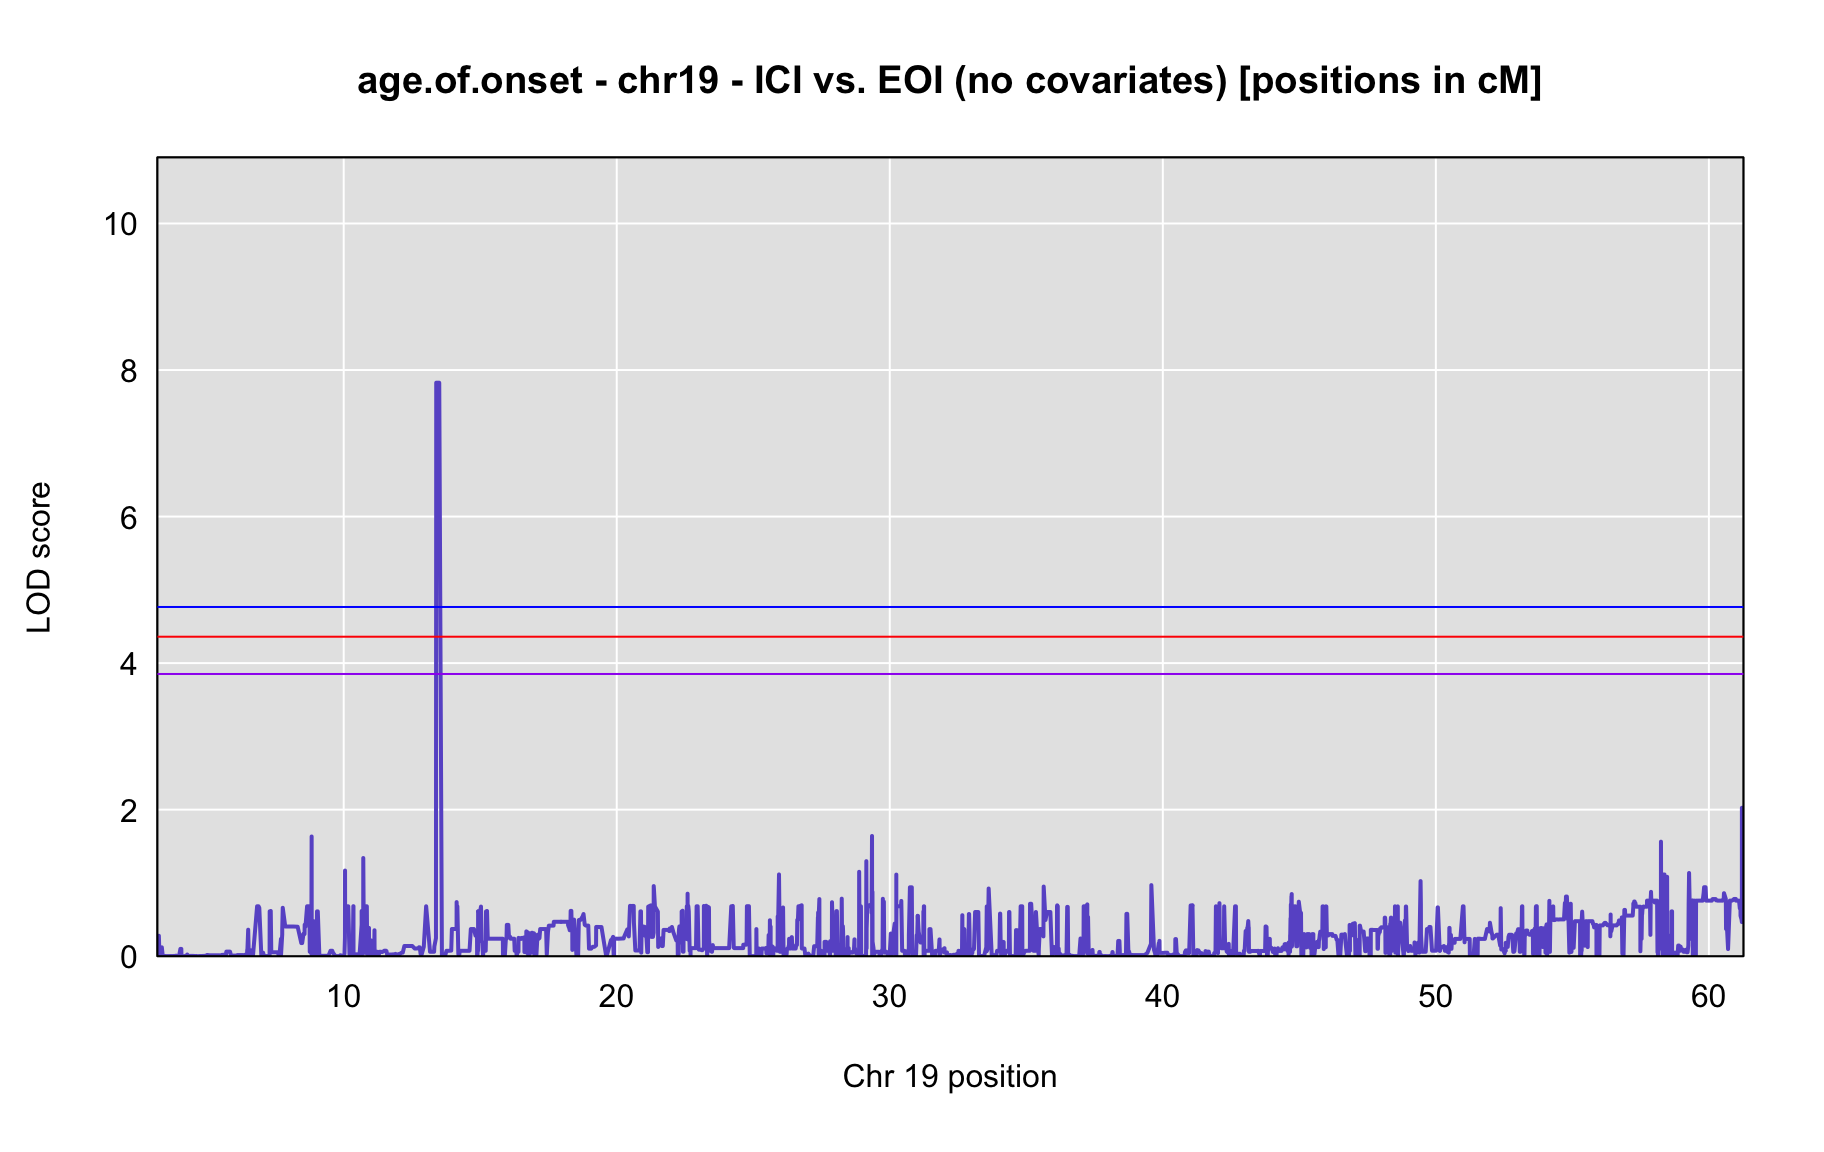 age.of.onset - chr19 - ICI vs. EOI (no covariates) [positions in cM]
10
8
6
4
2
0
LOD score
10 20 30 40 50 60
Chr 19 position